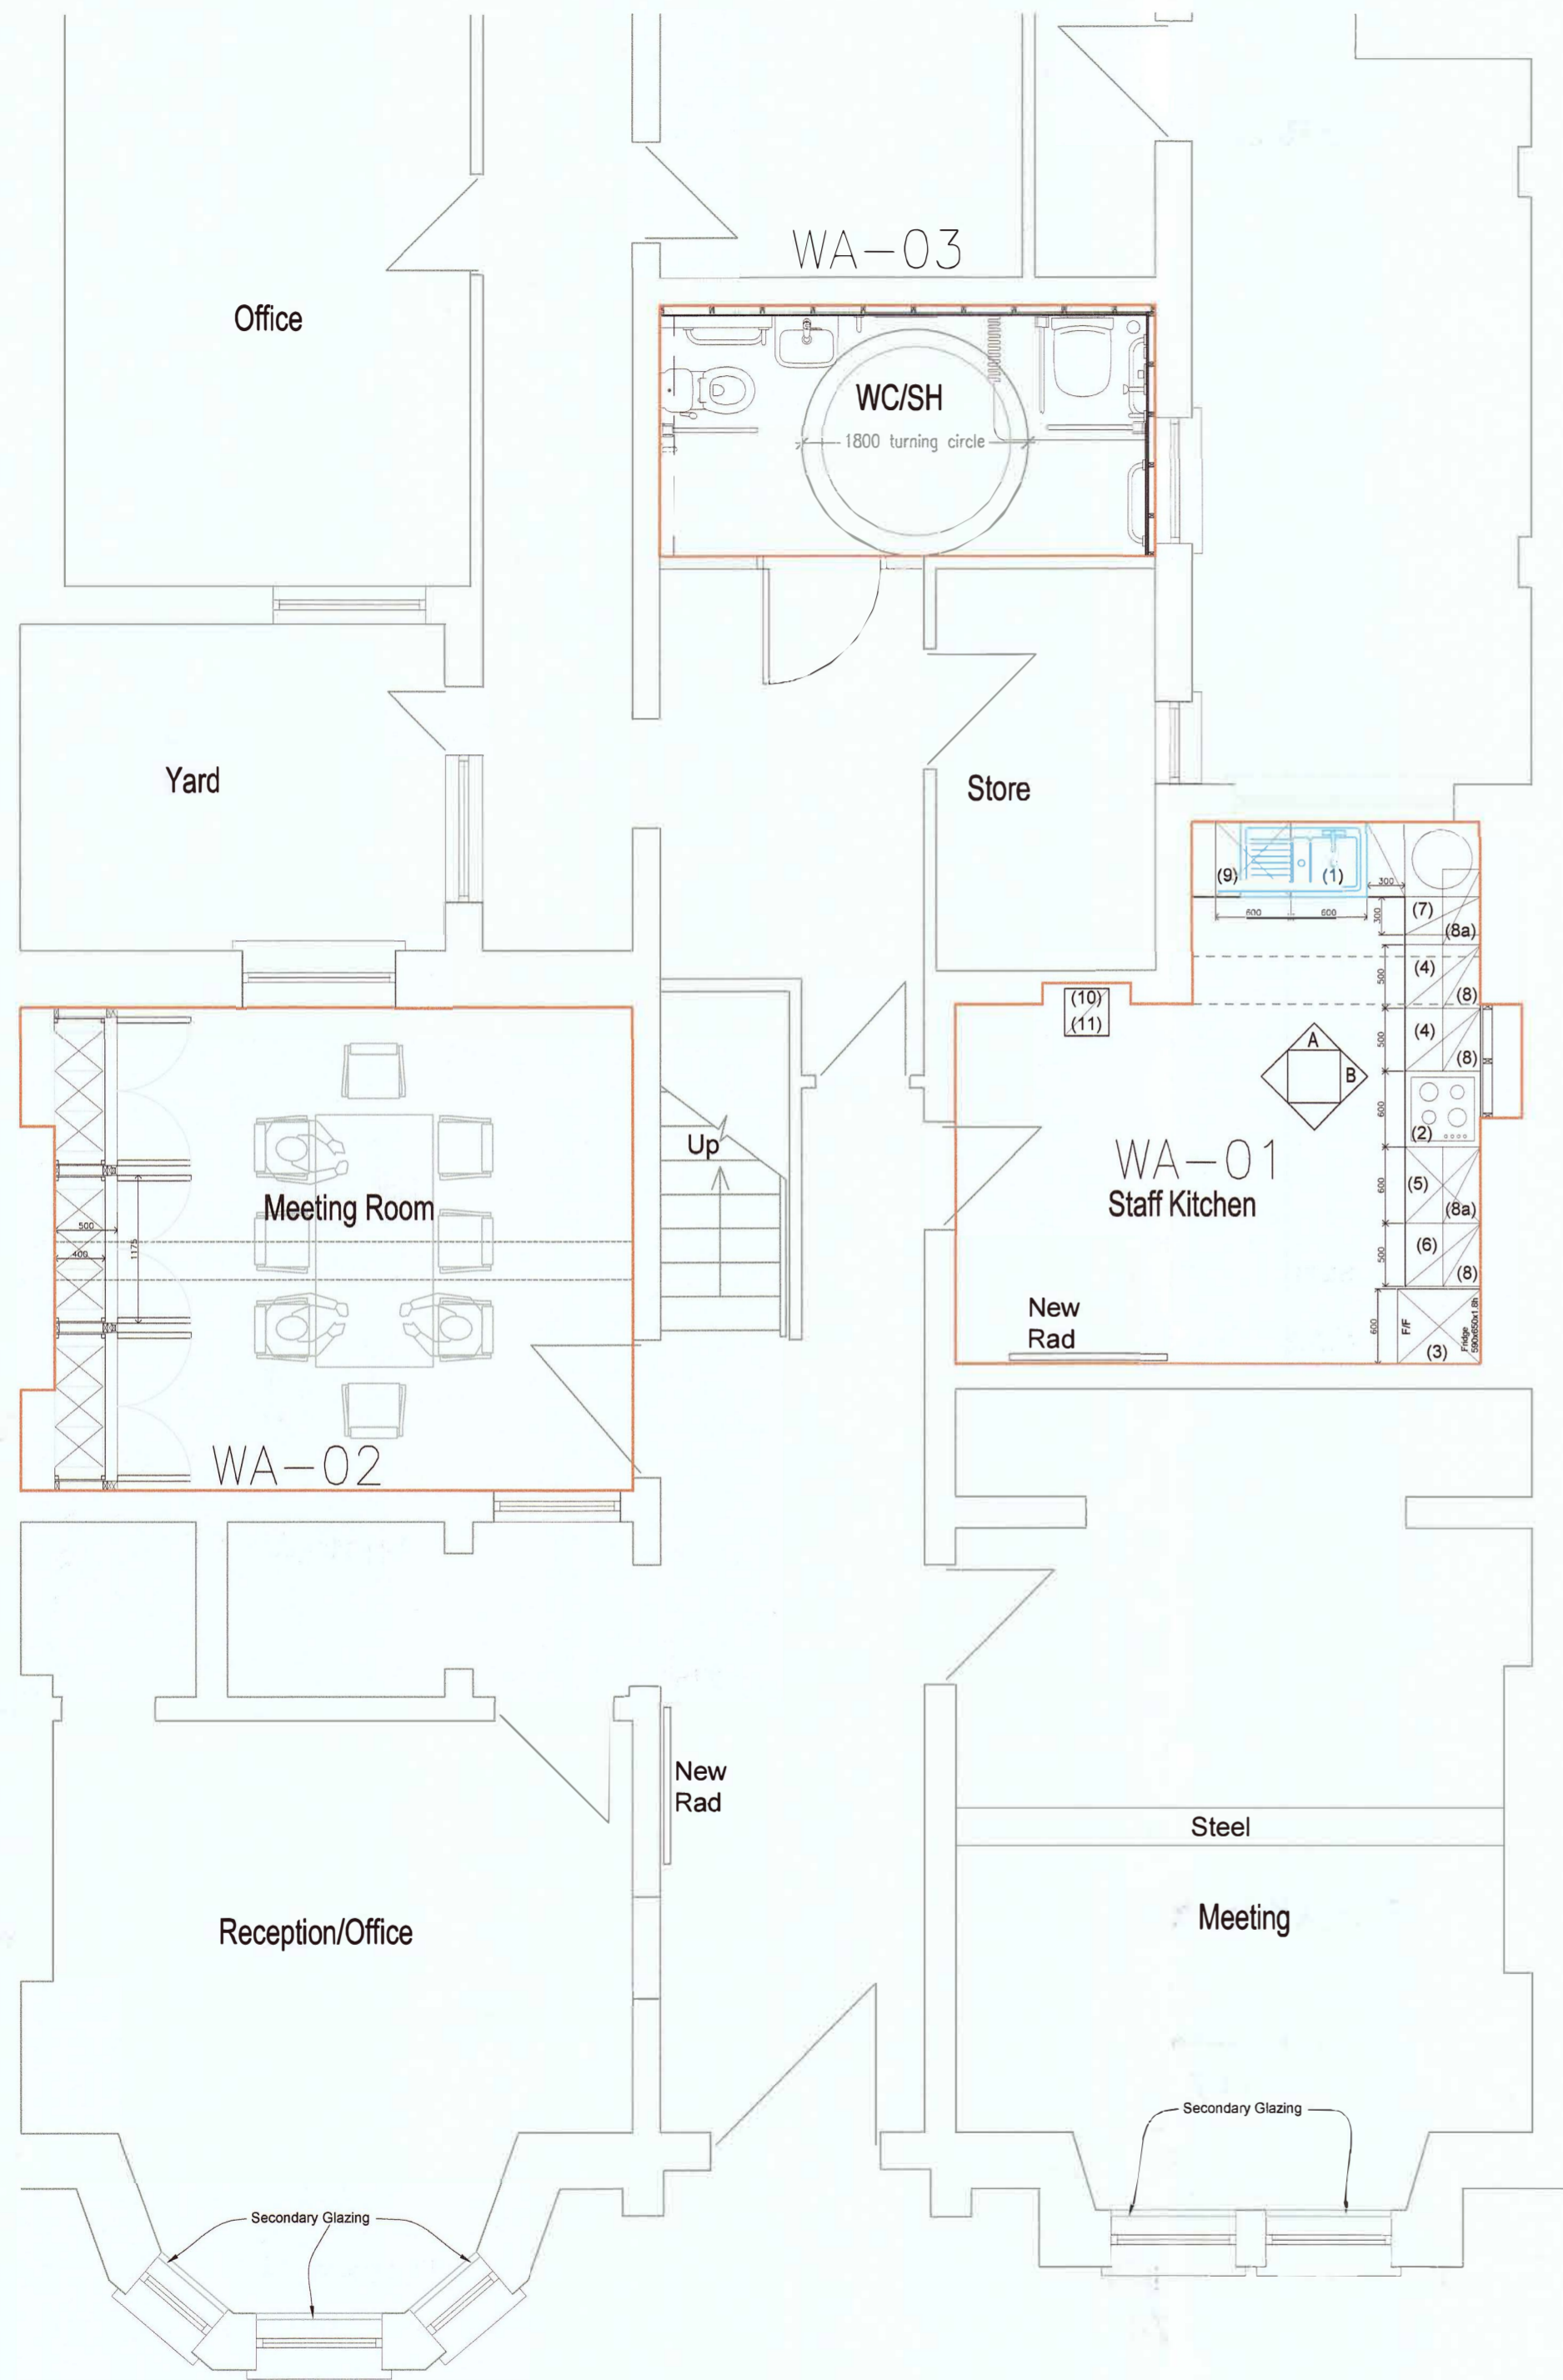 WA-03
Office
WC/SH
1800 turning circle
Yard
Store
(9)
(1)
300
600
600
300
(7)
(8a)
500
(4)
(8)
(10)
(11)
500
(4)
(8)
A
B
600
(2)
WA-01
Staff Kitchen
600
(5)
(8a)
500
(6)
(8)
New
Rad
600
F/F
(3)
Fridge
590x650x1.8h
Up
Meeting Room
500
400
1175
WA-02
New
Rad
Steel
Reception/Office
Meeting
Secondary Glazing
Secondary Glazing